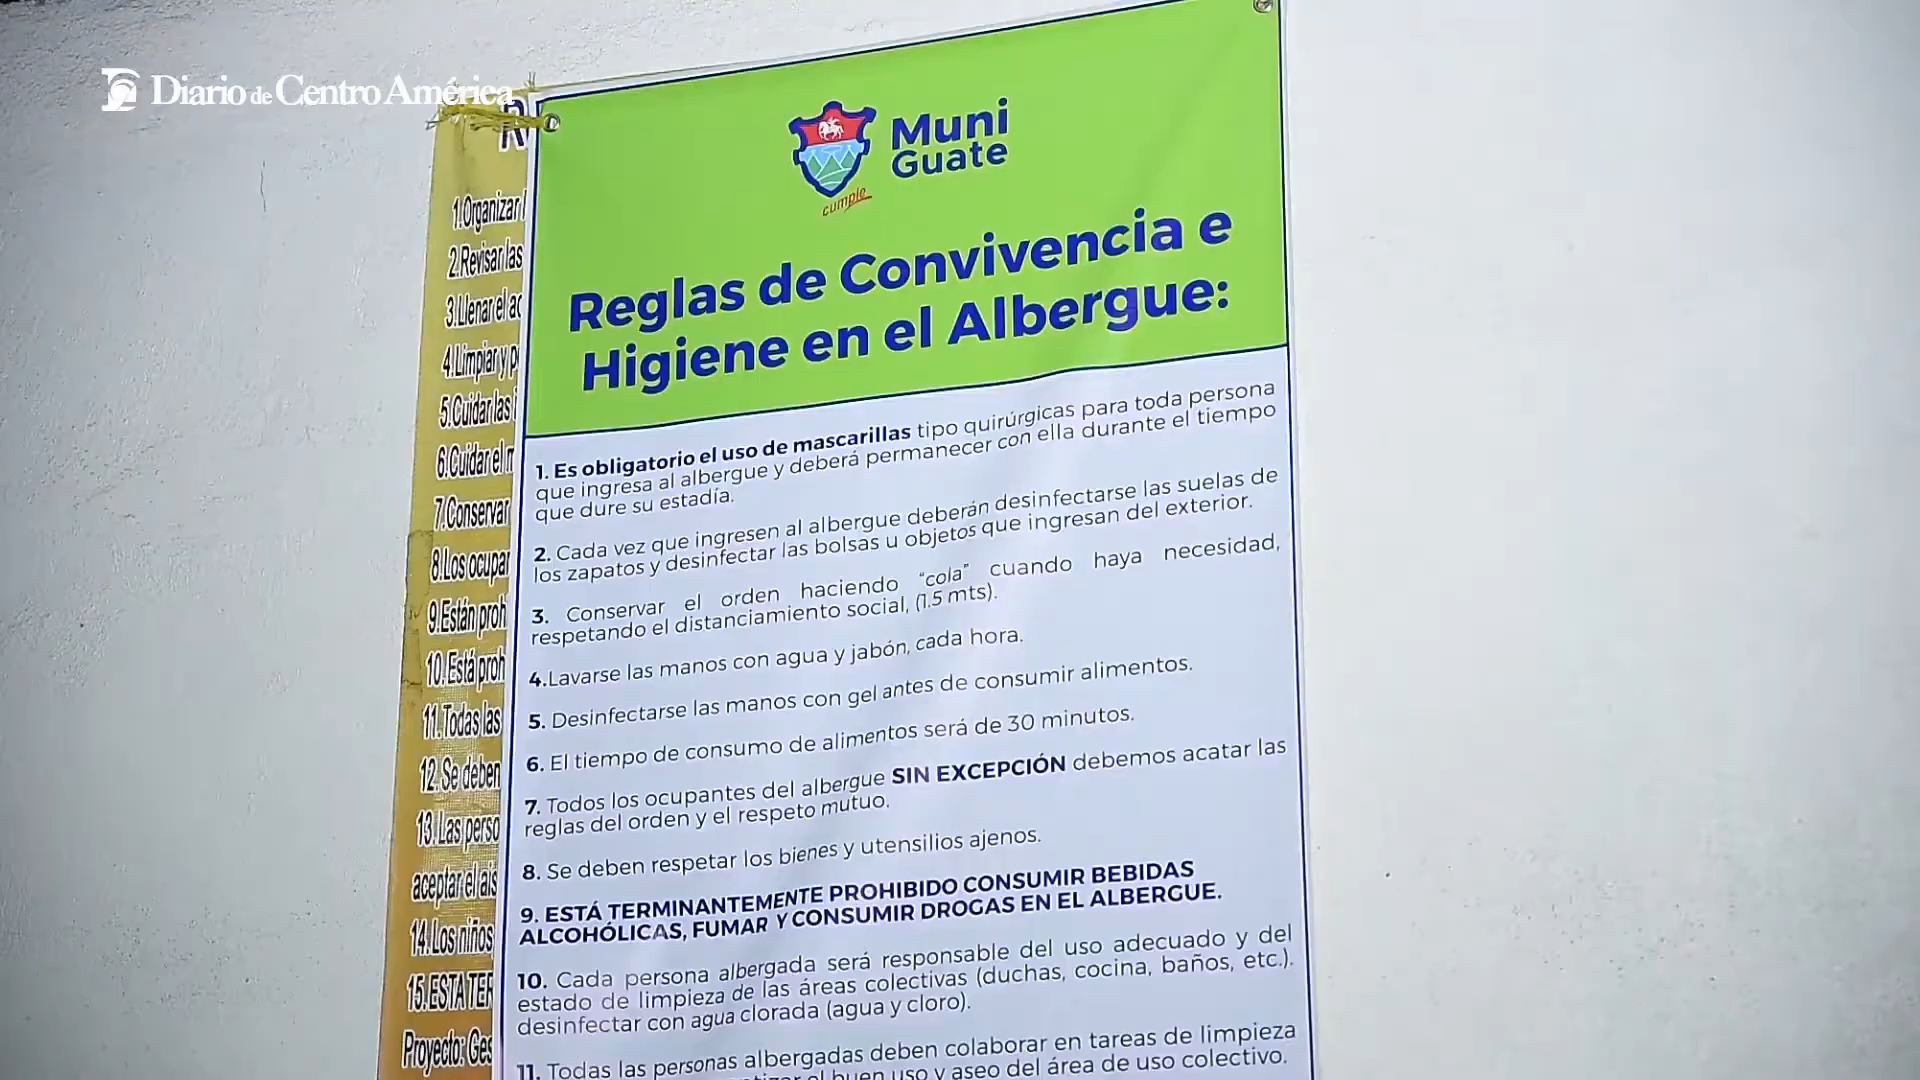 Diario de Centro América
Muni
Guate
cumple
Reglas de Convivencia e
Higiene en el Albergue:
1. Es obligatorio el uso de mascarillas tipo quirúrgicas para toda persona
que ingresa al albergue y deberá permanecer con ella durante el tiempo
que dure su estadía.
2. Cada vez que ingresen al albergue deberán desinfectarse las suelas de
los zapatos y desinfectar las bolsas u objetos que ingresan del exterior.
3. Conservar el orden haciendo “cola” cuando haya necesidad,
respetando el distanciamiento social, (1.5 mts).
4.Lavarse las manos con agua y jabón, cada hora.
5. Desinfectarse las manos con gel antes de consumir alimentos.
6. El tiempo de consumo de alimentos será de 30 minutos.
7. Todos los ocupantes del albergue SIN EXCEPCIÓN debemos acatar las
reglas del orden y el respeto mutuo.
8. Se deben respetar los bienes y utensilios ajenos.
9. ESTÁ TERMINANTEMENTE PROHIBIDO CONSUMIR BEBIDAS
ALCOHÓLICAS, FUMAR Y CONSUMIR DROGAS EN EL ALBERGUE.
10. Cada persona albergada será responsable del uso adecuado y del
estado de limpieza de las áreas colectivas (duchas, cocina, baños, etc.).
desinfectar con agua clorada (agua y cloro).
11. Todas las personas albergadas deben colaborar en tareas de limpieza
el buen uso y aseo del área de uso colectivo.
R
1.Organizar
2.Revisar las
3.Llenar el
4.Limpiar y
5.Cuidar las
6.Cuidar el
7.Conservar
8.Los
9.Están
10.Está
11.Todas las
12.Se deben
13.Las
aceptar el
14.Los niños
15.ESTA
Proyecto: